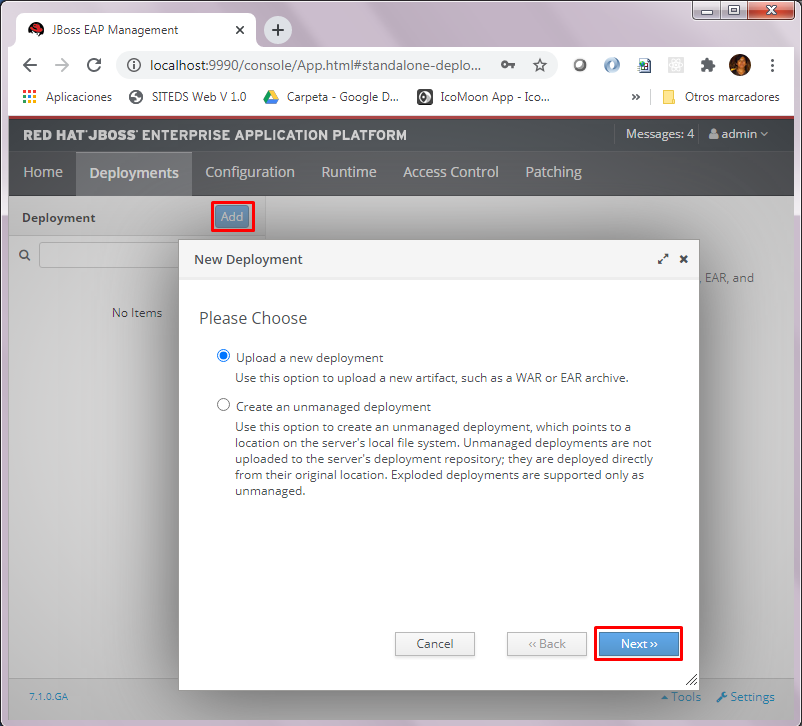 JBoss EAP Management
localhost:9990/console/App.html#standalone-deplo...
Aplicaciones
SITEDS Web V 1.0
Carpeta - Google D...
IcoMoon App - Ico...
»
Otros marcadores
RED HAT® JBOSS® ENTERPRISE APPLICATION PLATFORM
Messages: 4
admin
Home
Deployments
Configuration
Runtime
Access Control
Patching
Deployment
Add
No Items
, EAR, and
New Deployment
Please Choose
Upload a new deployment
Use this option to upload a new artifact, such as a WAR or EAR archive.
Create an unmanaged deployment
Use this option to create an unmanaged deployment, which points to a
location on the server's local file system. Unmanaged deployments are not
uploaded to the server's deployment repository; they are deployed directly
from their original location. Exploded deployments are supported only as
unmanaged.
Cancel
‹‹ Back
Next ››
7.1.0.GA
Tools
Settings